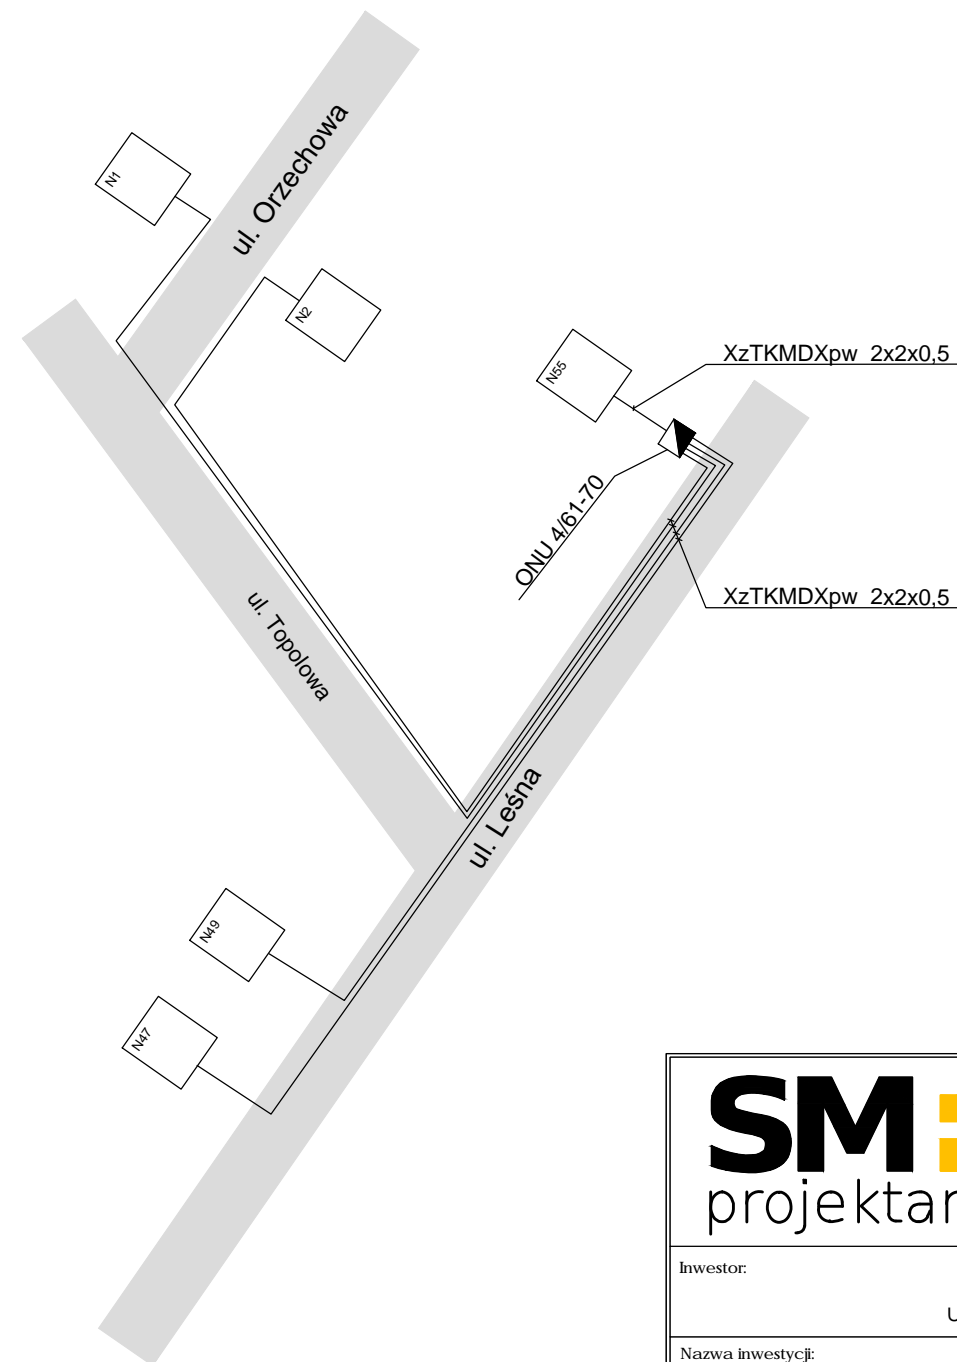 ul. Orzechowa
N1
N2
N55
XzTKMDXpw 2x2x0,5
ONU 4/61-70
XzTKMDXpw 2x2x0,5
ul. Topolowa
ul. Leśna
N49
N47
SM
projektar
Inwestor:
u
Nazwa inwestycji: